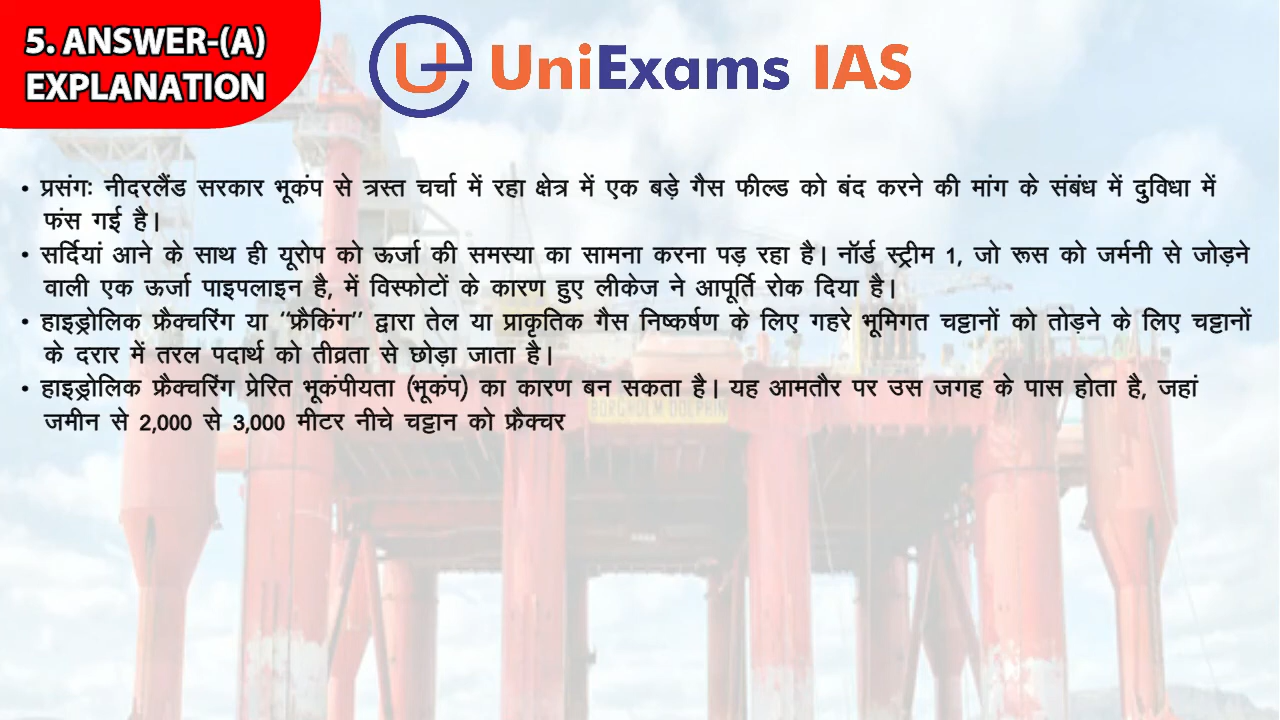 5. ANSWER-(A)
EXPLANATION
UniExams IAS
• प्रसंगः नीदरलैंड सरकार भूकंप से त्रस्त चर्चा में रहा क्षेत्र में एक बड़े गैस फील्ड को बंद करने की मांग के संबंध में दुविधा में
फंस गई है।
• सर्दियां आने के साथ ही यूरोप को ऊर्जा की समस्या का सामना करना पड़ रहा है। नॉर्ड स्ट्रीम 1, जो रूस को जर्मनी से जोड़ने
वाली एक ऊर्जा पाइपलाइन है, में विस्फोटों के कारण हुए लीकेज ने आपूर्ति रोक दिया है।
• हाइड्रोलिक फ्रैक्चरिंग या ‘‘फ्रैकिंग’’ द्वारा तेल या प्राकृतिक गैस निष्कर्षण के लिए गहरे भूमिगत चट्टानों को तोड़ने के लिए चट्टानों
के दरार में तरल पदार्थ को तीव्रता से छोड़ा जाता है।
• हाइड्रोलिक फ्रैक्चरिंग प्रेरित भूकंपीयता (भूकंप) का कारण बन सकता है। यह आमतौर पर उस जगह के पास होता है, जहां
जमीन से 2,000 से 3,000 मीटर नीचे चट्टान को फ्रैक्चर
BORGHOLM DOLPHIN